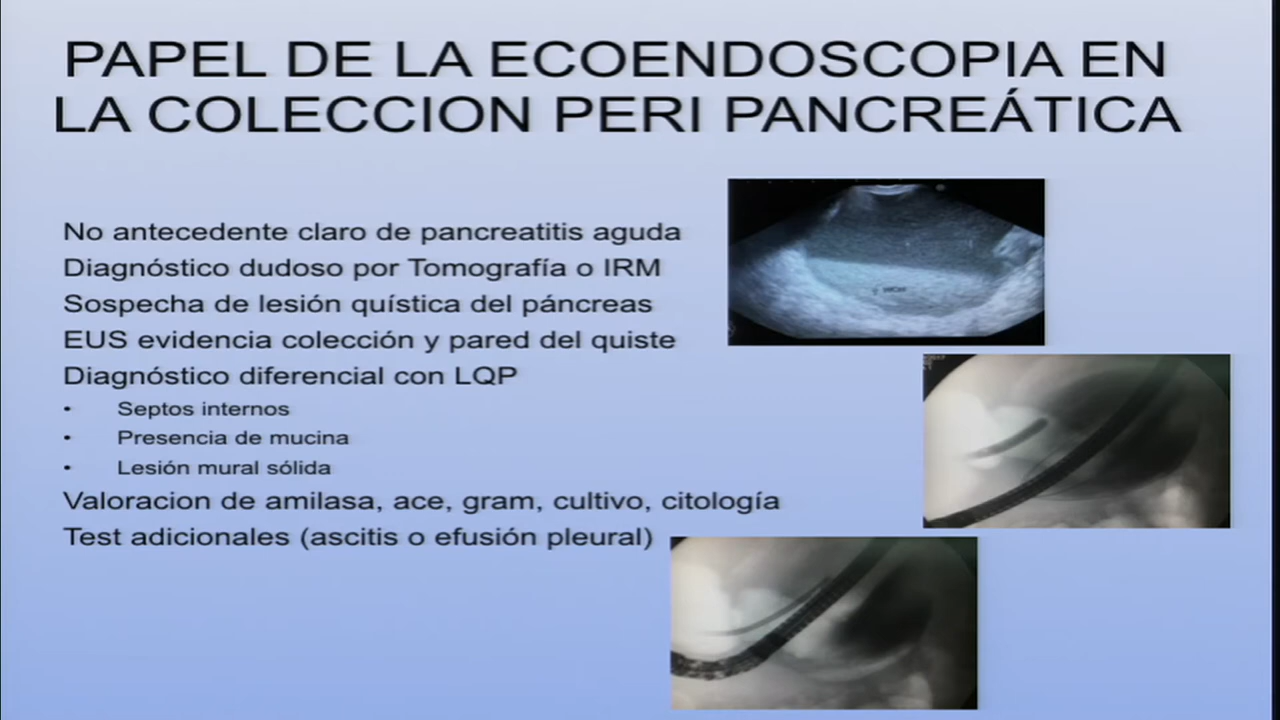 PAPEL DE LA ECOENDOSCOPIA EN
LA COLECCION PERI PANCREÁTICA
No antecedente claro de pancreatitis aguda
Diagnóstico dudoso por Tomografía o IRM
Sospecha de lesión quística del páncreas
EUS evidencia colección y pared del quiste
Diagnóstico diferencial con LQP
• Septos internos
• Presencia de mucina
• Lesión mural sólida
Valoracion de amilasa, ace, gram, cultivo, citología
Test adicionales (ascitis o efusión pleural)